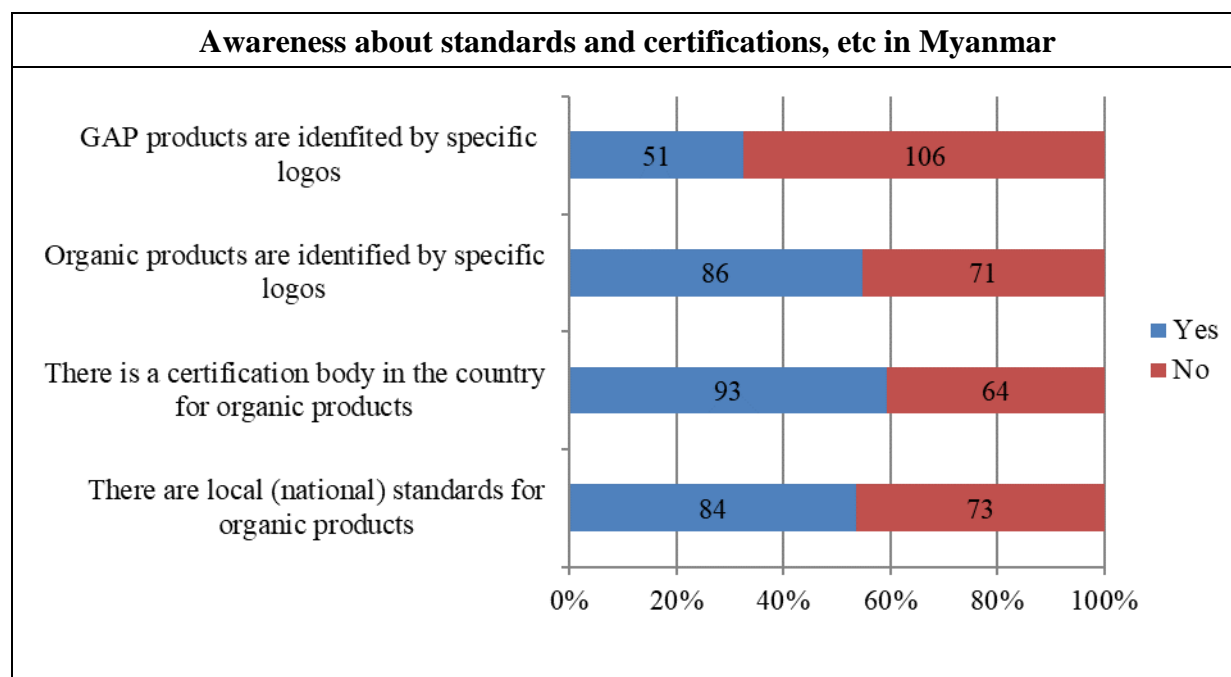 Awareness about standards and certifications, etc in Myanmar
GAP products are idenfited by specific
logos
51
106
Organic products are identified by specific
logos
86
71
There is a certification body in the country
for organic products
93
64
There are local (national) standards for
organic products
84
73
Yes
No
0% 20% 40% 60% 80% 100%